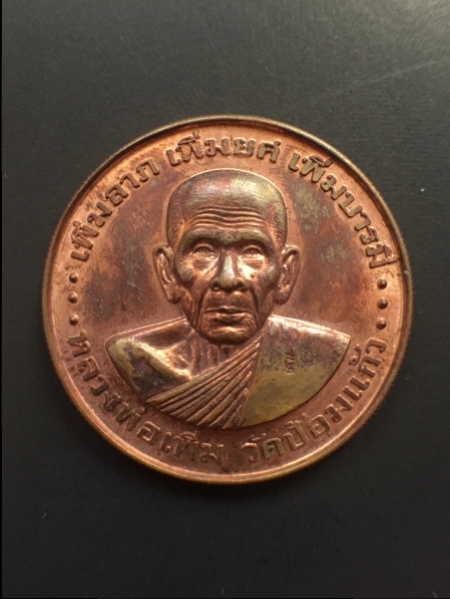 เพิ่มลาภ เพิ่มยศ เพิ่มบารมี
หลวงพ่อเพิ่ม วัดป้อมแก้ว